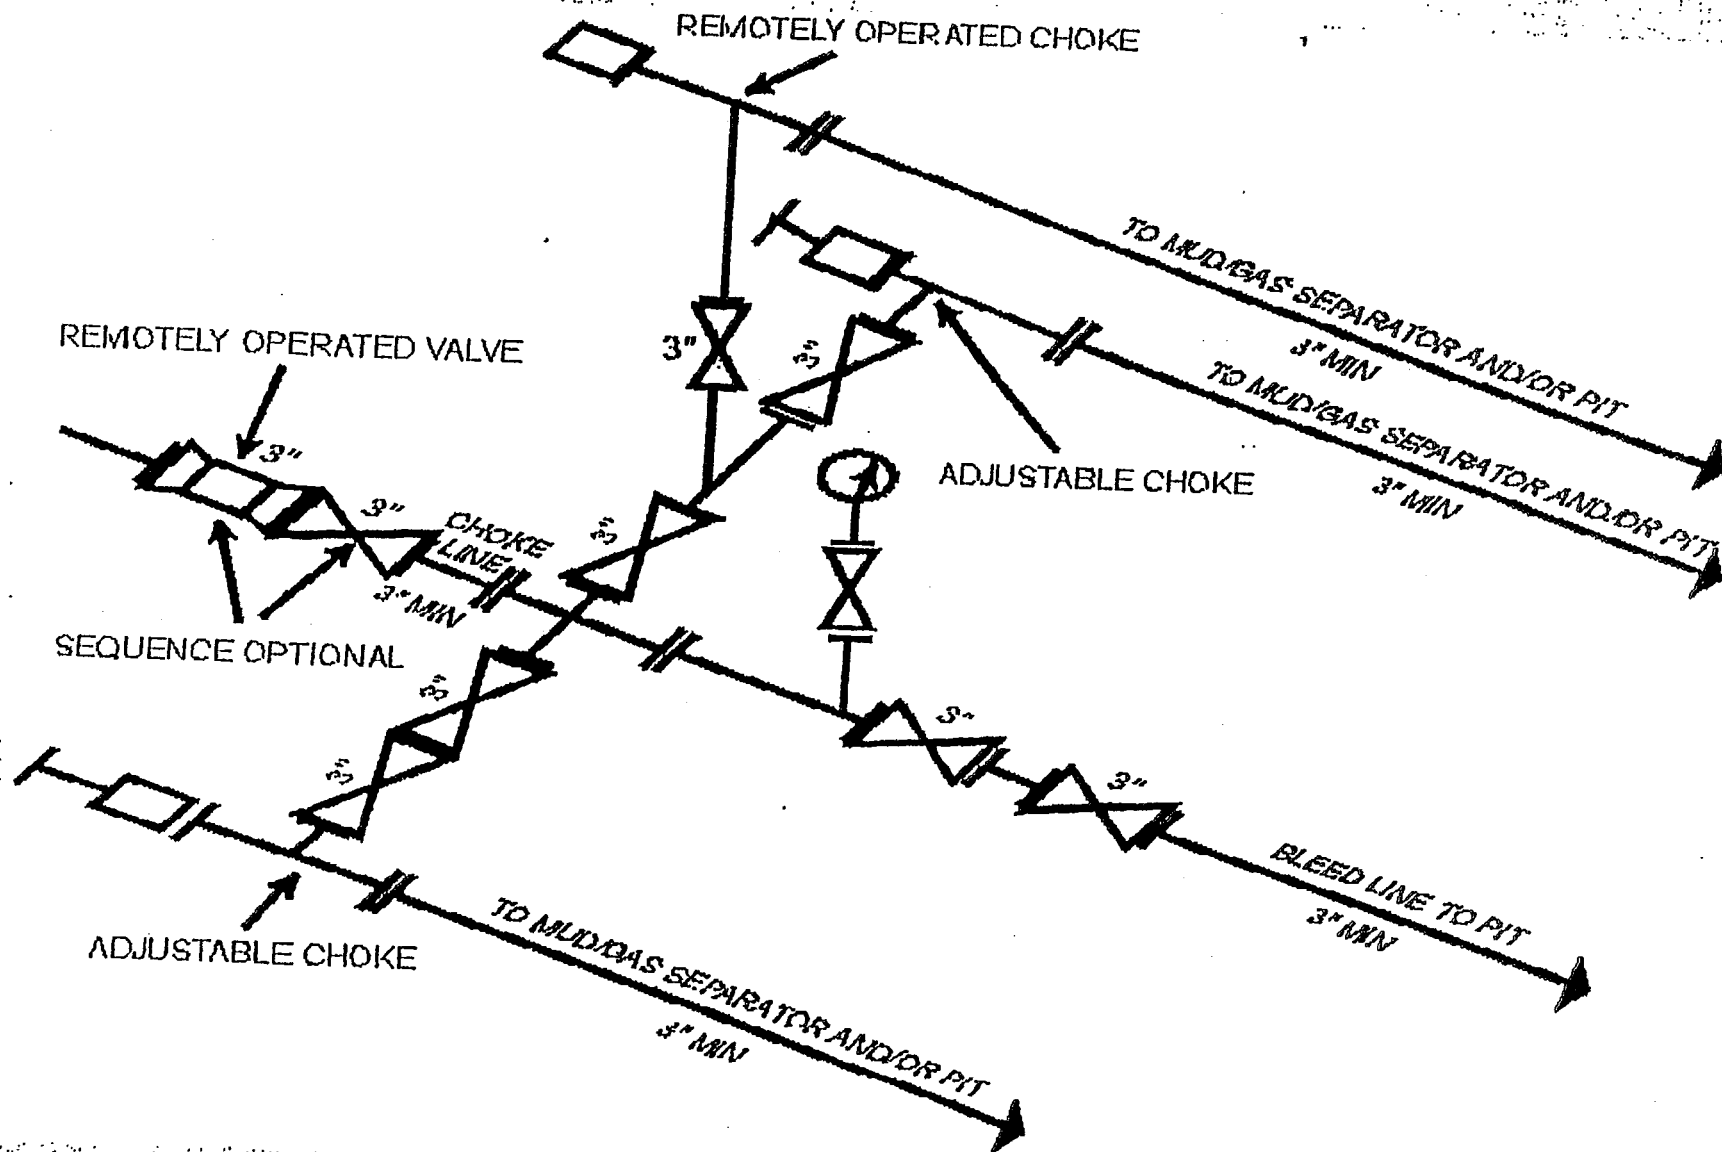 REMOTELY OPERATED CHOKE
TO MUD/GAS SEPARATOR AND/OR PIT
3" MIN
3"
3"
TO MUD/GAS SEPARATOR AND/OR PIT
3" MIN
REMOTELY OPERATED VALVE
ADJUSTABLE CHOKE
3"
3"
CHOKE
LINE
3" MIN
3"
SEQUENCE OPTIONAL
3"
3"
3"
3"
BLEED LINE TO PIT
3" MIN
ADJUSTABLE CHOKE
TO MUD/GAS SEPARATOR AND/OR PIT
3" MIN